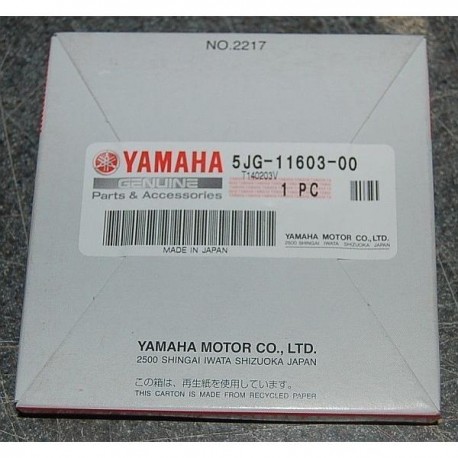 NO.2217
YAMAHA 5JG-11603-00
GENUINE T140203V
Parts & Accessories 1 PC
MADE IN JAPAN
YAMAHA MOTOR CO., LTD.
2500 SHINGAI IWATA SHIZUOKA JAPAN
YAMAHA MOTOR CO., LTD.
2500 SHINGAI IWATA SHIZUOKA JAPAN
この箱は、再生紙を使用しています。
THIS CARTON IS MADE FROM RECYCLED PAPER